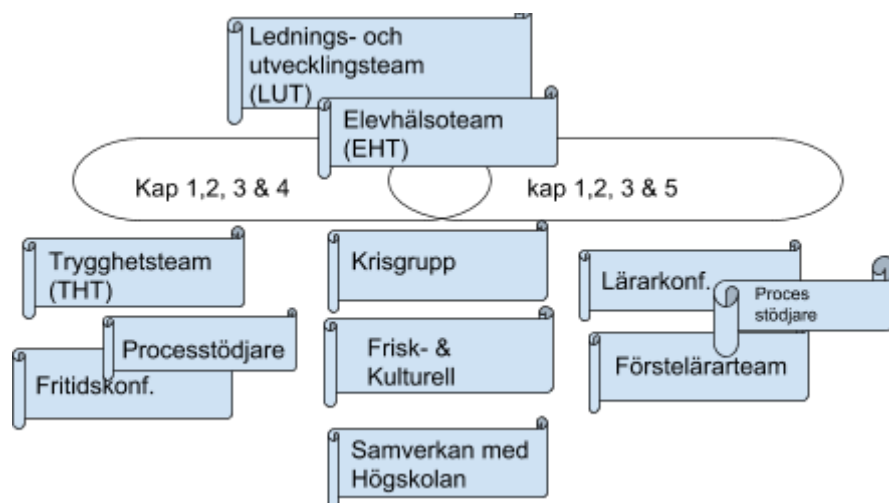 Lednings- och
utvecklingsteam
(LUT)
Elevhälsoteam
(EHT)
Kap 1,2, 3 & 4
kap 1,2, 3 & 5
Trygghetsteam
(THT)
Krisgrupp
Lärarkonf.
Proces
stödjare
Processtödjare
Fritidskonf.
Frisk- &
Kulturell
Förstelärarteam
Samverkan med
Högskolan